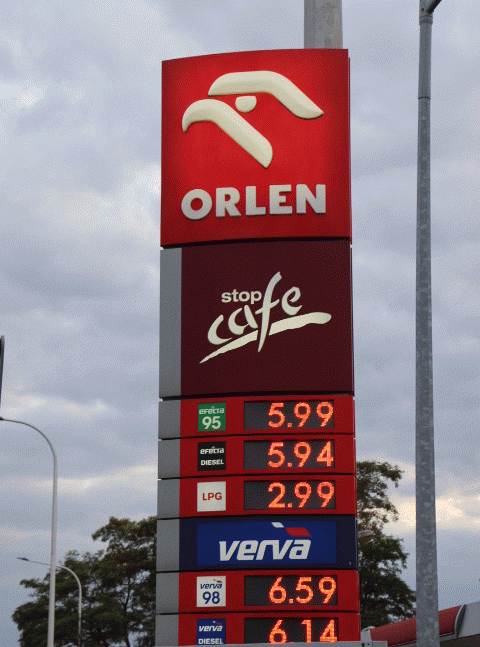 ORLEN
stop
cafe
efecta
95 5.99
efecta
DIESEL 5.94
LPG 2.99
verva
verva
98 6.59
verva
DIESEL 6.14